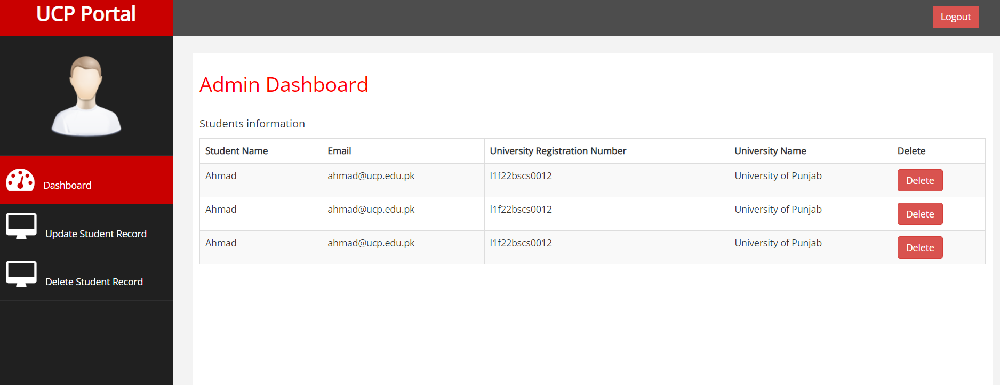 UCP Portal
Logout
Dashboard
Update Student Record
Delete Student Record
Admin Dashboard
Students information
Student Name Email University Registration Number University Name Delete
Ahmad ahmad@ucp.edu.pk l1f22bscs0012 University of Punjab Delete
Ahmad ahmad@ucp.edu.pk l1f22bscs0012 University of Punjab Delete
Ahmad ahmad@ucp.edu.pk l1f22bscs0012 University of Punjab Delete